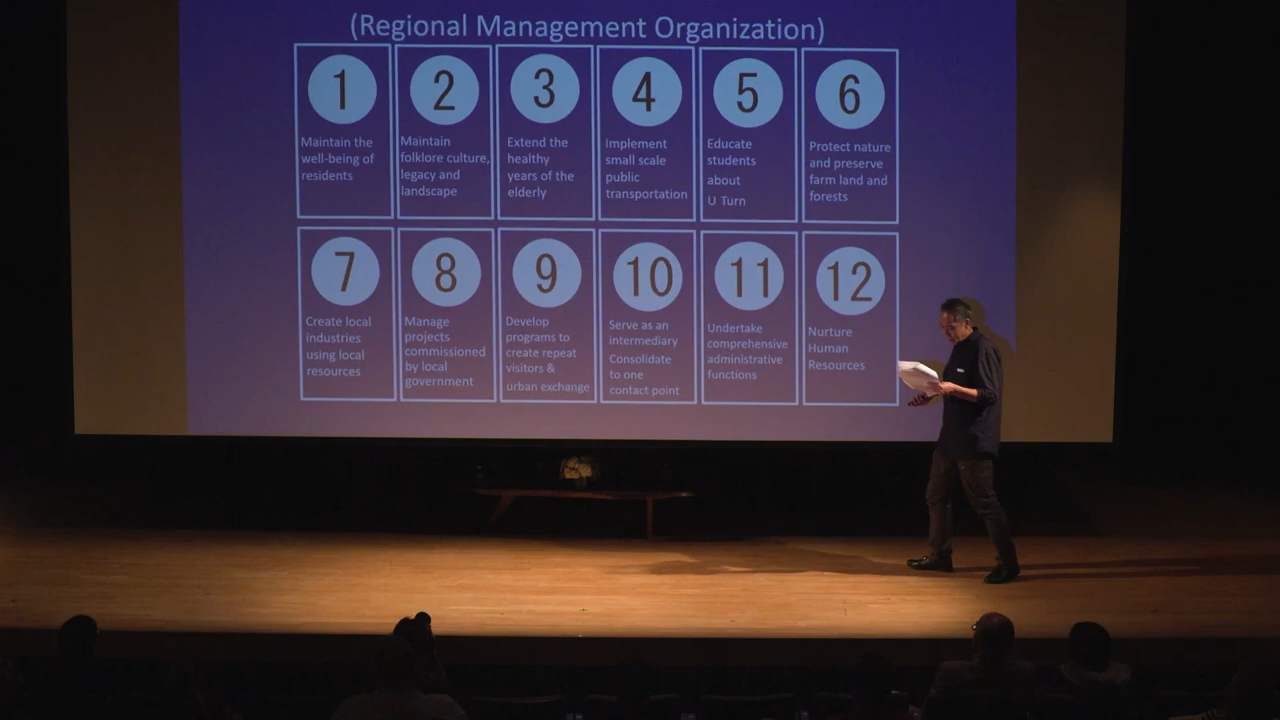 (Regional Management Organization)
1
Maintain the
well-being of
residents
2
Maintain
folklore culture,
legacy and
landscape
3
Extend the
healthy
years of the
elderly
4
Implement
small scale
public
transportation
5
Educate
students
about
U Turn
6
Protect nature
and preserve
farm land and
forests
7
Create local
industries
using local
resources
8
Manage
projects
commissioned
by local
government
9
Develop
programs to
create repeat
visitors &
urban exchange
10
Serve as an
intermediary
Consolidate
to one
contact point
11
Undertake
comprehensive
administrative
functions
12
Nurture
Human
Resources